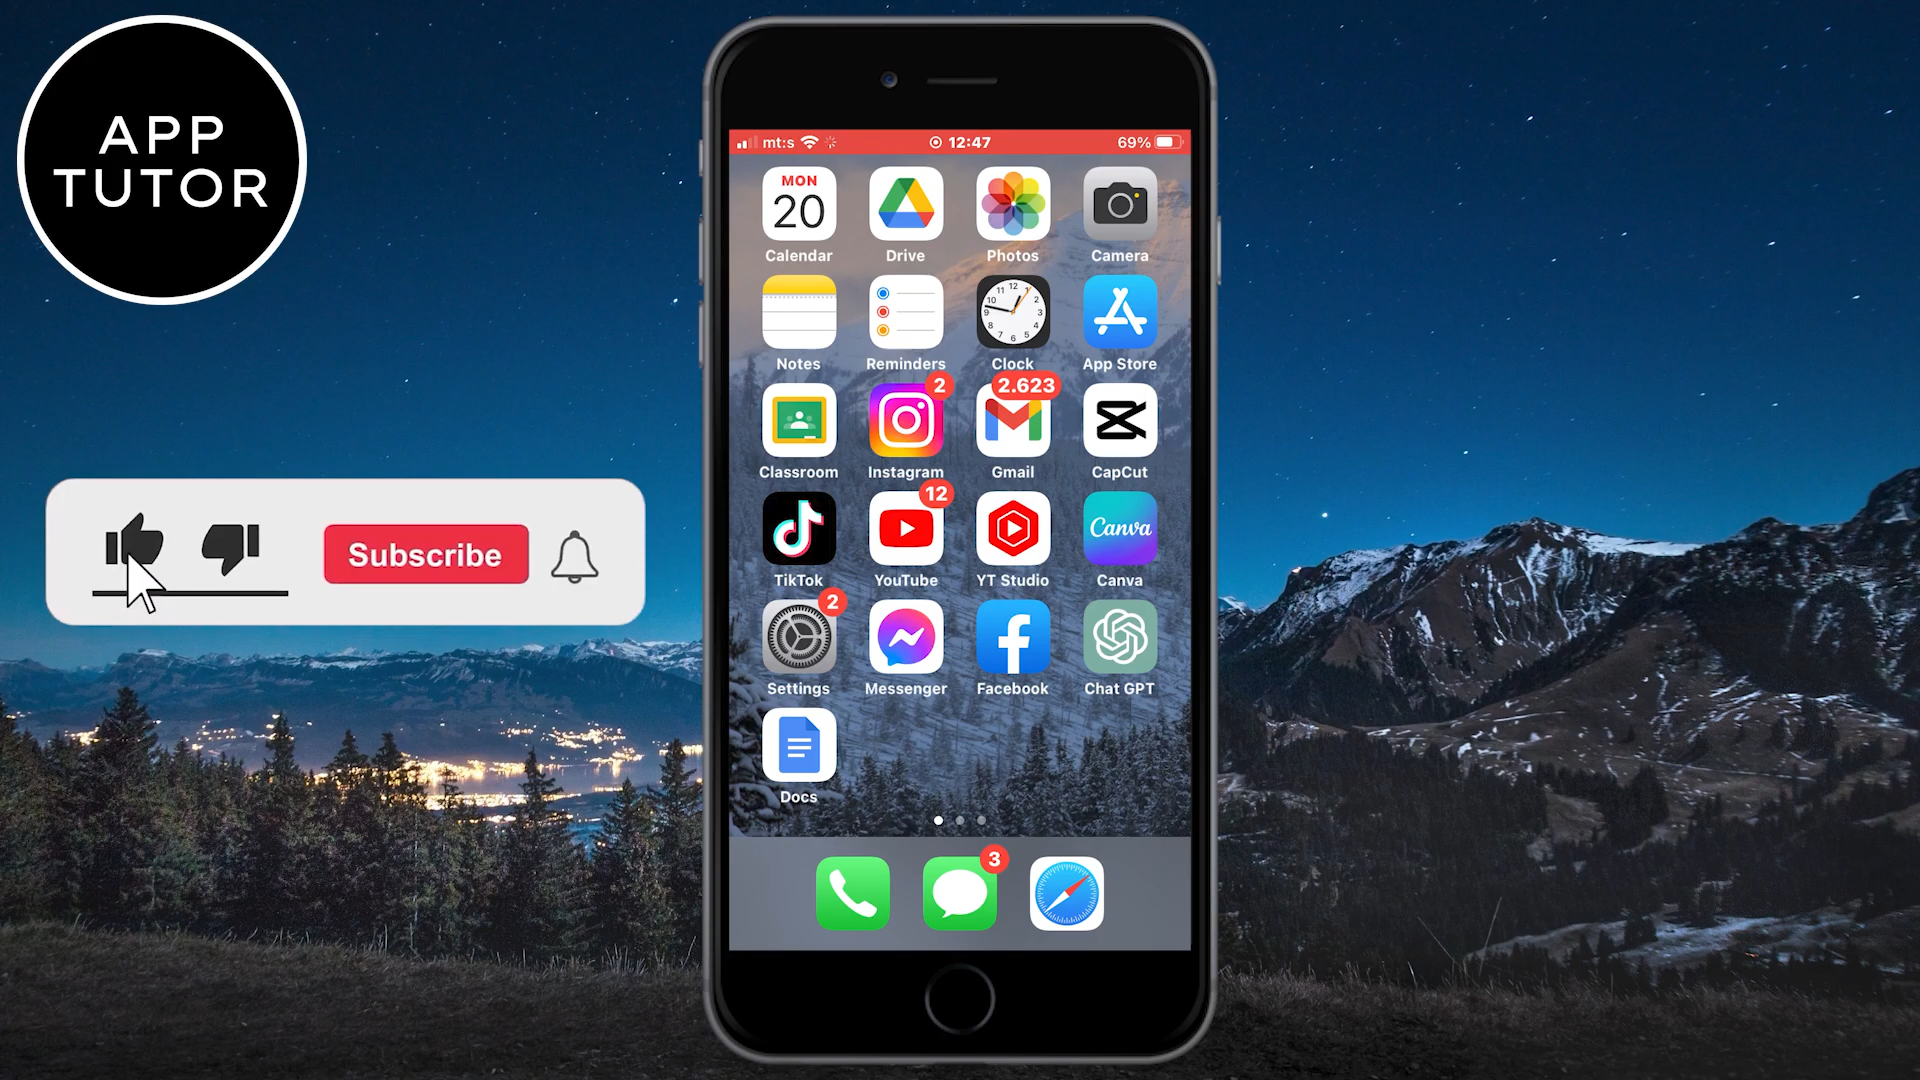 APP
TUTOR
Subscribe
mt:s 12:47 69%
MON
20
Calendar Drive Photos Camera
Notes Reminders Clock App Store
2 2.623
Classroom Instagram Gmail CapCut
12
Canva
TikTok YouTube YT Studio Canva
2
Settings Messenger Facebook Chat GPT
Docs
3